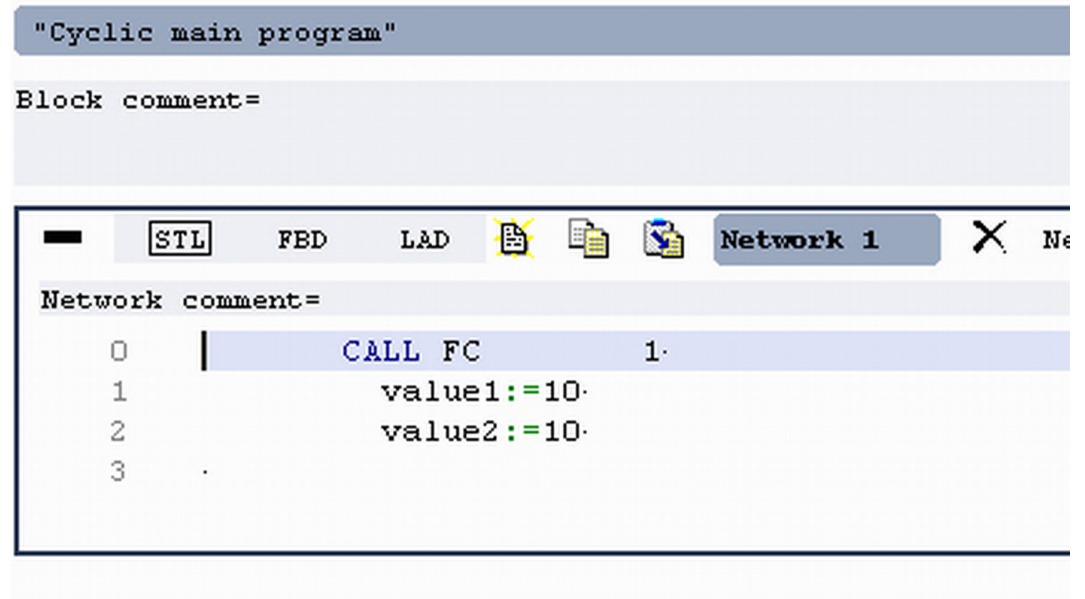 "Cyclic main program"
Block comment=
STL FBD LAD Network 1
Network comment=
0 CALL FC 1
1 value1:=10
2 value2:=10
3